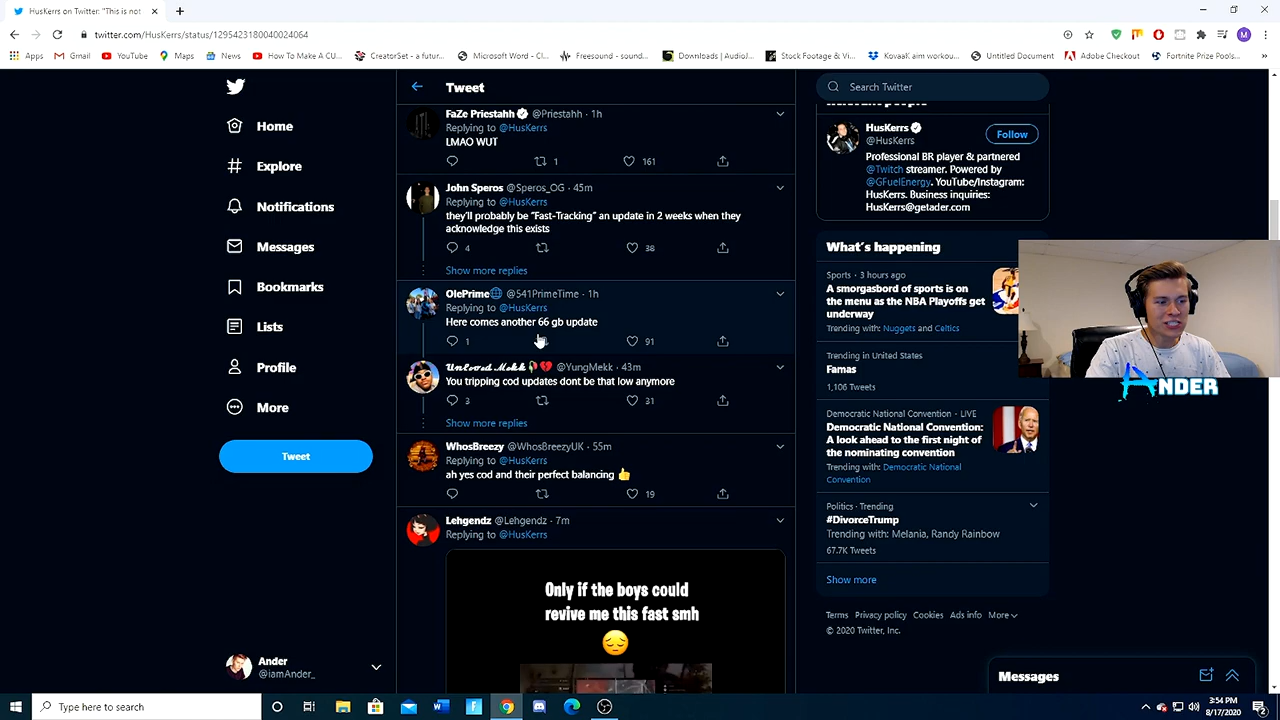 HusKerrs on Twitter: "This is not
twitter.com/HusKerrs/status/1295423180040024064
M
Apps
Gmail
YouTube
Maps
News
How To Make A CU...
CreatorSet - a futur...
Microsoft Word - C...
Freesound - soun...
Downloads | AudioJ...
Stock Footage & Vi...
KovaaK aim workou...
Untitled Document
Adobe Checkout
Fortnite Prize Pools...
Home
Explore
Notifications
Messages
Bookmarks
Lists
Profile
More
Tweet
Ander
@iamAnder_
Tweet
FaZe Priestahh @Priestahh · 1h
Replying to @HusKerrs
LMAO WUT
1
161
John Speros @Speros_OG · 45m
Replying to @HusKerrs
they'll probably be "Fast-Tracking" an update in 2 weeks when they
acknowledge this exists
4
38
Show more replies
OlePrime @541PrimeTime · 1h
Replying to @HusKerrs
Here comes another 66 gb update
1
91
@YungMekk · 43m
You tripping cod updates dont be that low anymore
3
31
Show more replies
WhosBreezy @WhosBreezyUK · 55m
Replying to @HusKerrs
ah yes cod and their perfect balancing 👍
19
Lehgendz @Lehgendz · 7m
Replying to @HusKerrs
Only if the boys could
revive me this fast smh
😔
Search Twitter
HusKerrs
@HusKerrs
Follow
Professional BR player & partnered
@Twitch streamer. Powered by
@GFuelEnergy. YouTube/Instagram:
HusKerrs. Business inquiries:
HusKerrs@getader.com
What's happening
Sports · 3 hours ago
A smorgasbord of sports is on
the menu as the NBA Playoffs get
underway
Trending with: Nuggets and Celtics
Trending in United States
Famas
1,106 Tweets
Democratic National Convention · LIVE
Democratic National Convention:
A look ahead to the first night of
the nominating convention
Trending with: Democratic National
Convention
Politics · Trending
#DivorceTrump
Trending with: Melania, Randy Rainbow
67.7K Tweets
Show more
Terms Privacy policy Cookies Ads info More
© 2020 Twitter, Inc.
ANDER
Messages
Type here to search
3:54 PM
8/17/2020
2